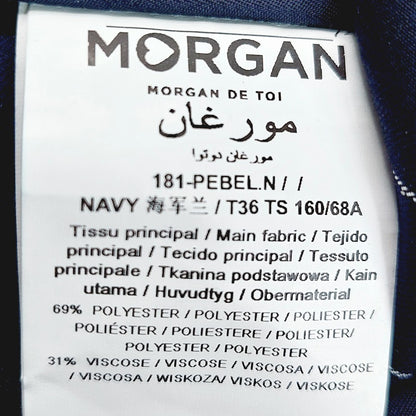 MORGAN
MORGAN DE TOI
مورغان
مورغان دوتوا
181-PEBEL.N / /
NAVY 海军兰 / T36 TS 160/68A
Tissu principal / Main fabric / Tejido
principal / Tecido principal / Tessuto
principale / Tkanina podstawowa / Kain
utama / Huvudtyg / Obermaterial
69% POLYESTER / POLYESTER / POLIESTER /
POLIÉSTER / POLIESTERE / POLIESTER/
POLYESTER / POLYESTER
31% VISCOSE / VISCOSE / VISCOSA / VISCOSE
/ VISCOSA / WISKOZA/ VISKOS / VISKOSE